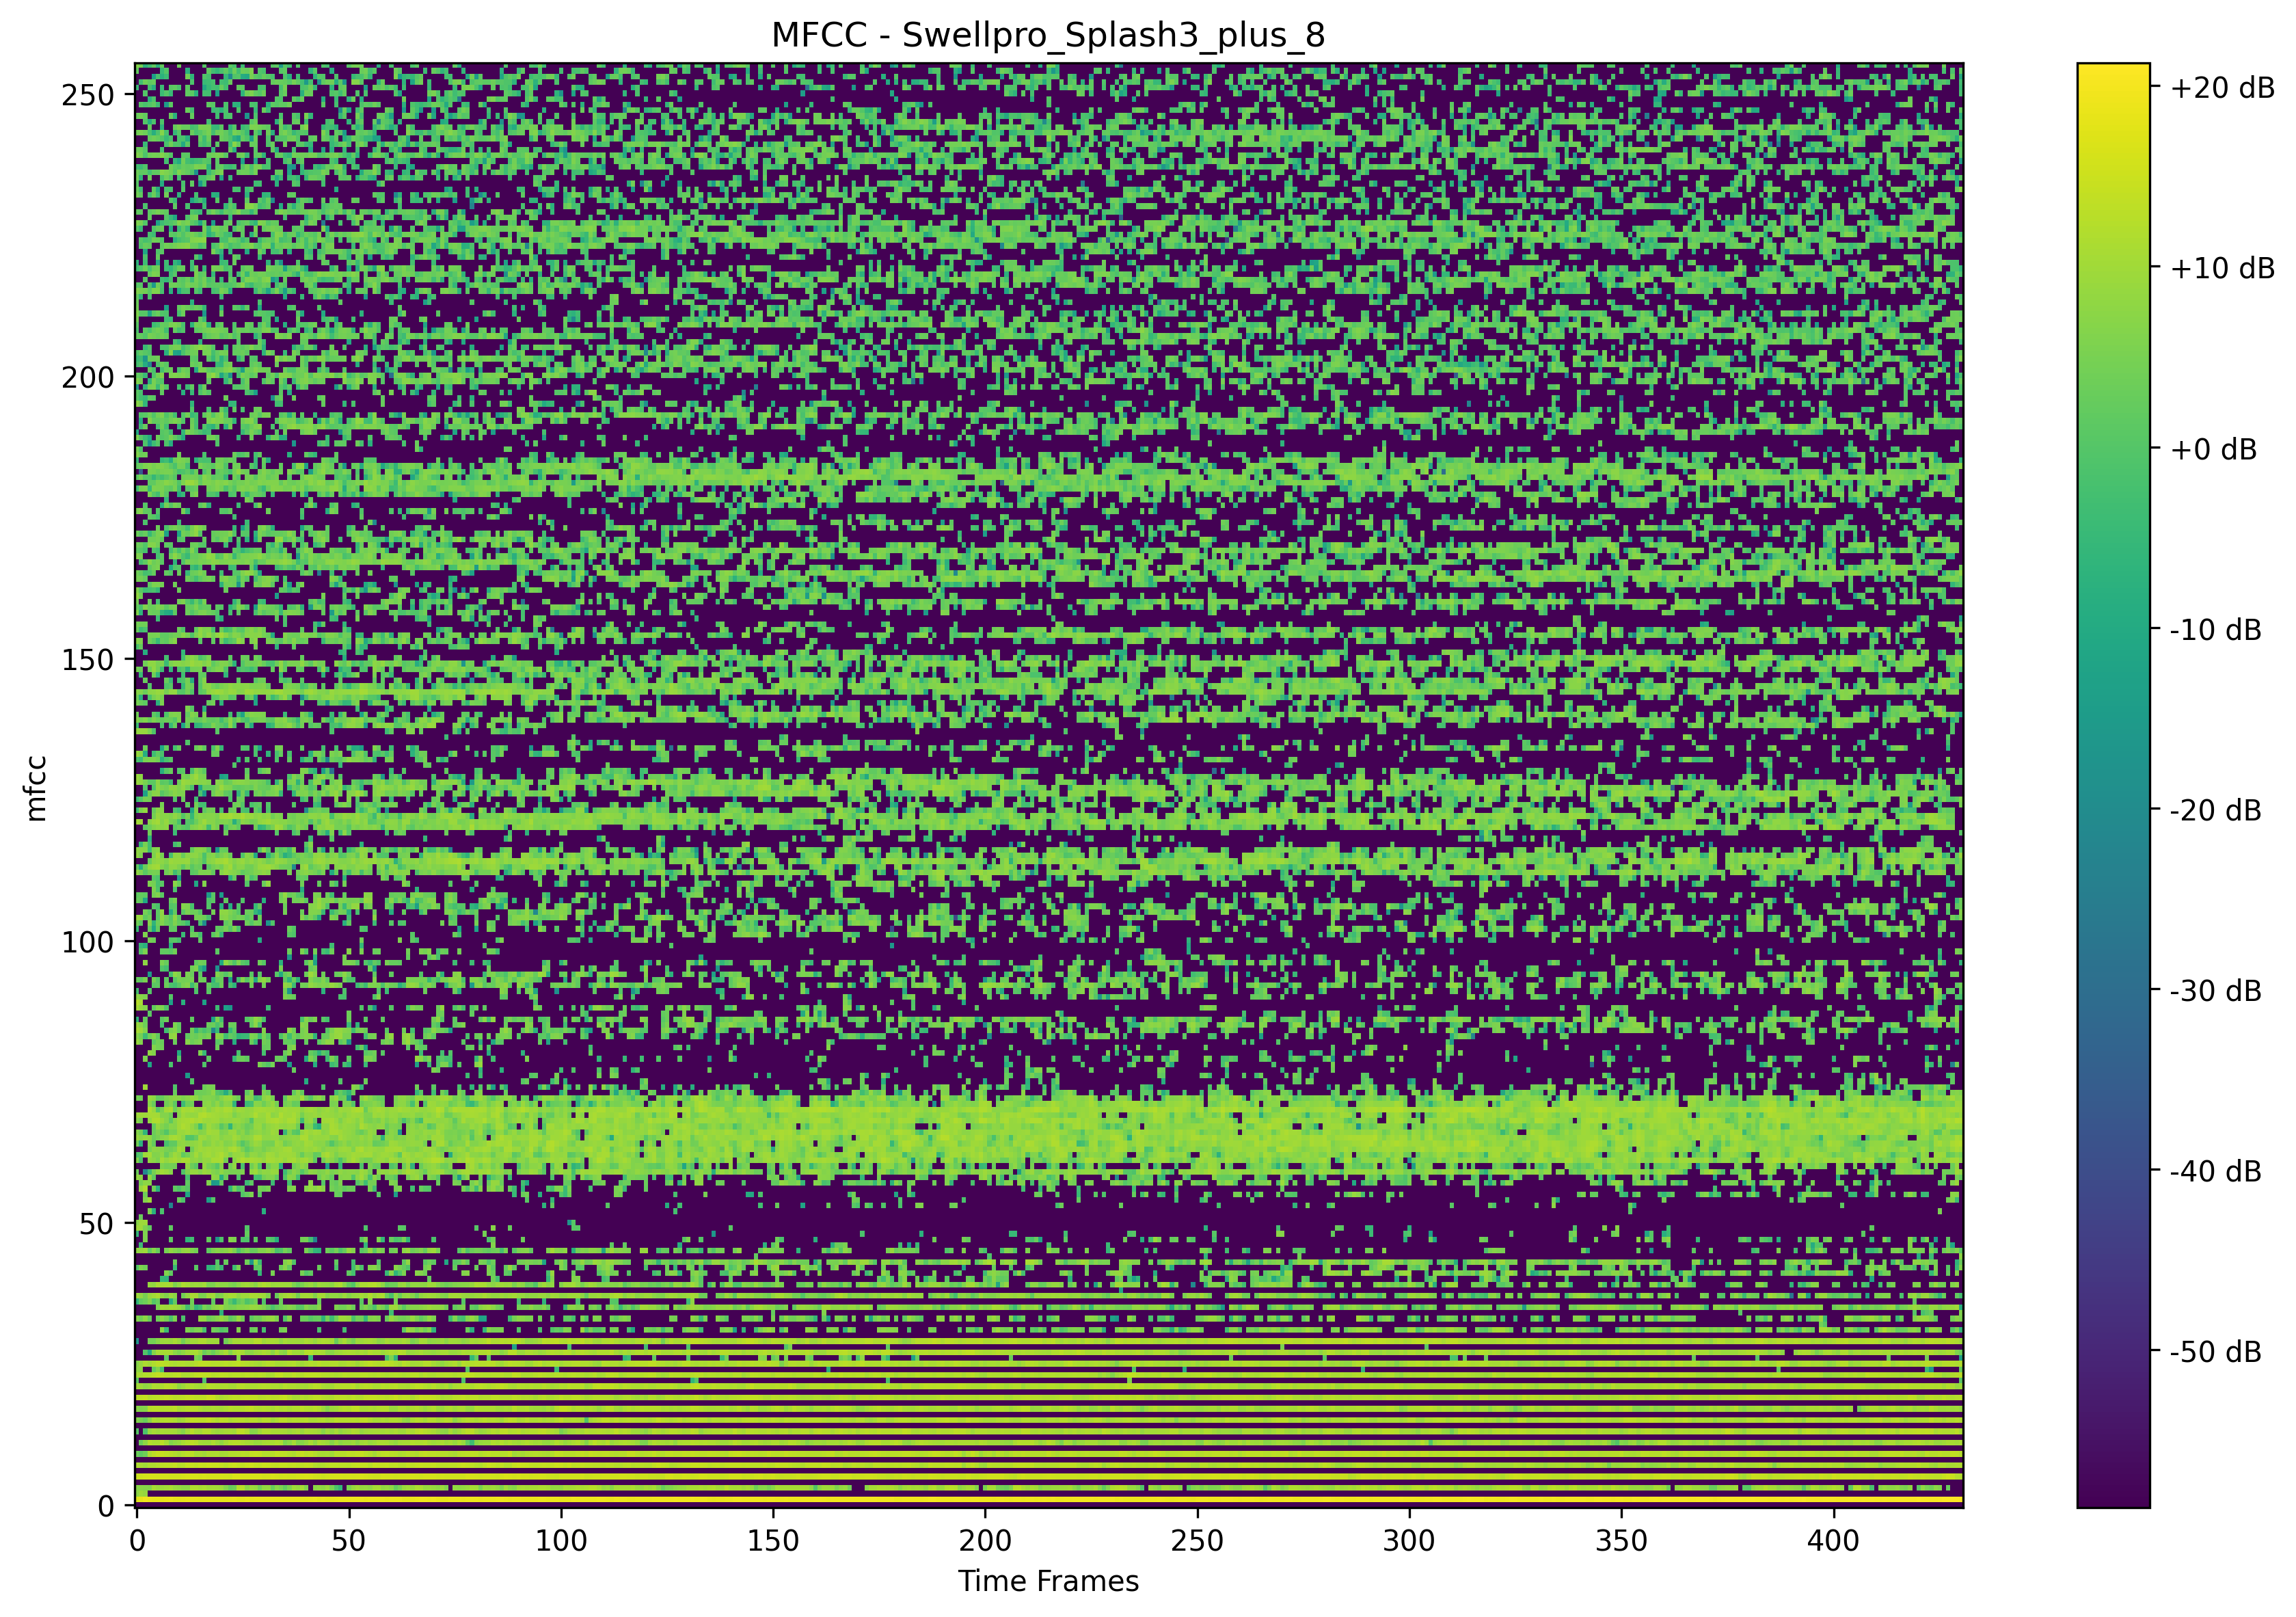 MFCC - Swellpro_Splash3_plus_8
250
200
150
100
50
0
mfcc
0 50 100 150 200 250 300 350 400
Time Frames
+20 dB
+10 dB
+0 dB
-10 dB
-20 dB
-30 dB
-40 dB
-50 dB